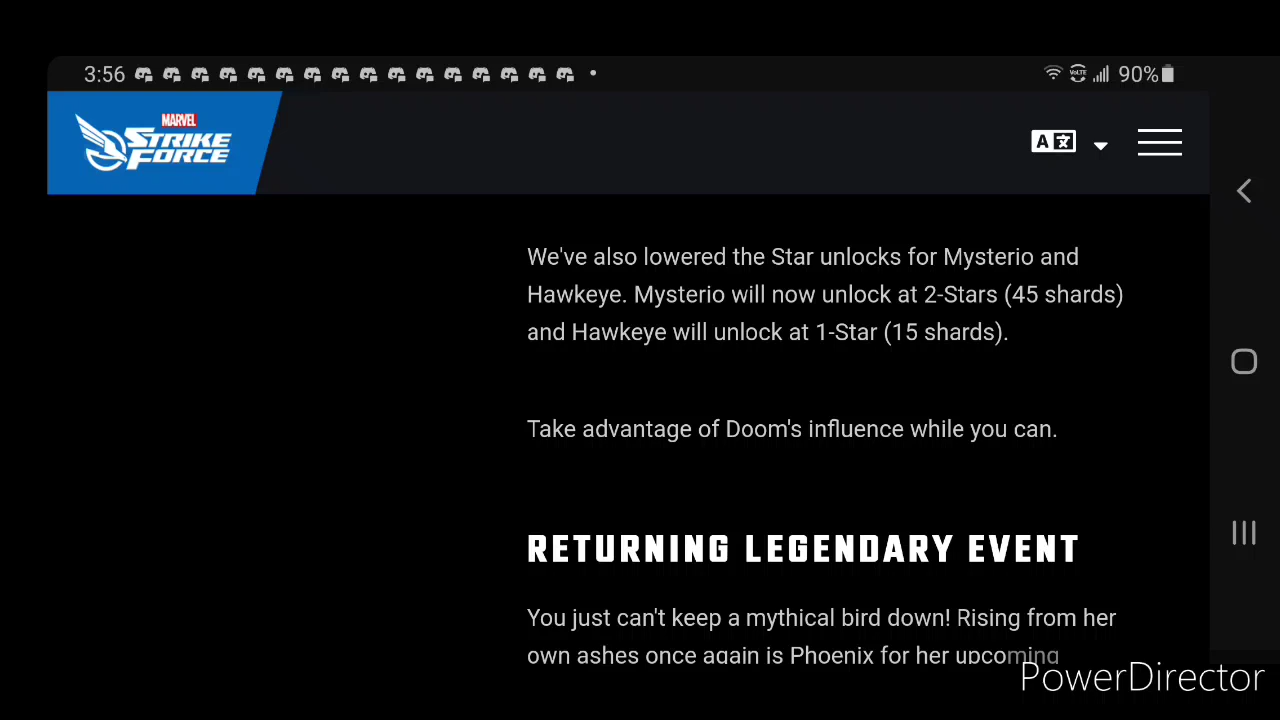 3:56
VoLTE
90%
MARVEL
STRIKE
FORCE
A文
We've also lowered the Star unlocks for Mysterio and
Hawkeye. Mysterio will now unlock at 2-Stars (45 shards)
and Hawkeye will unlock at 1-Star (15 shards).
Take advantage of Doom's influence while you can.
RETURNING LEGENDARY EVENT
You just can't keep a mythical bird down! Rising from her
own ashes once again is Phoenix for her upcoming
PowerDirector